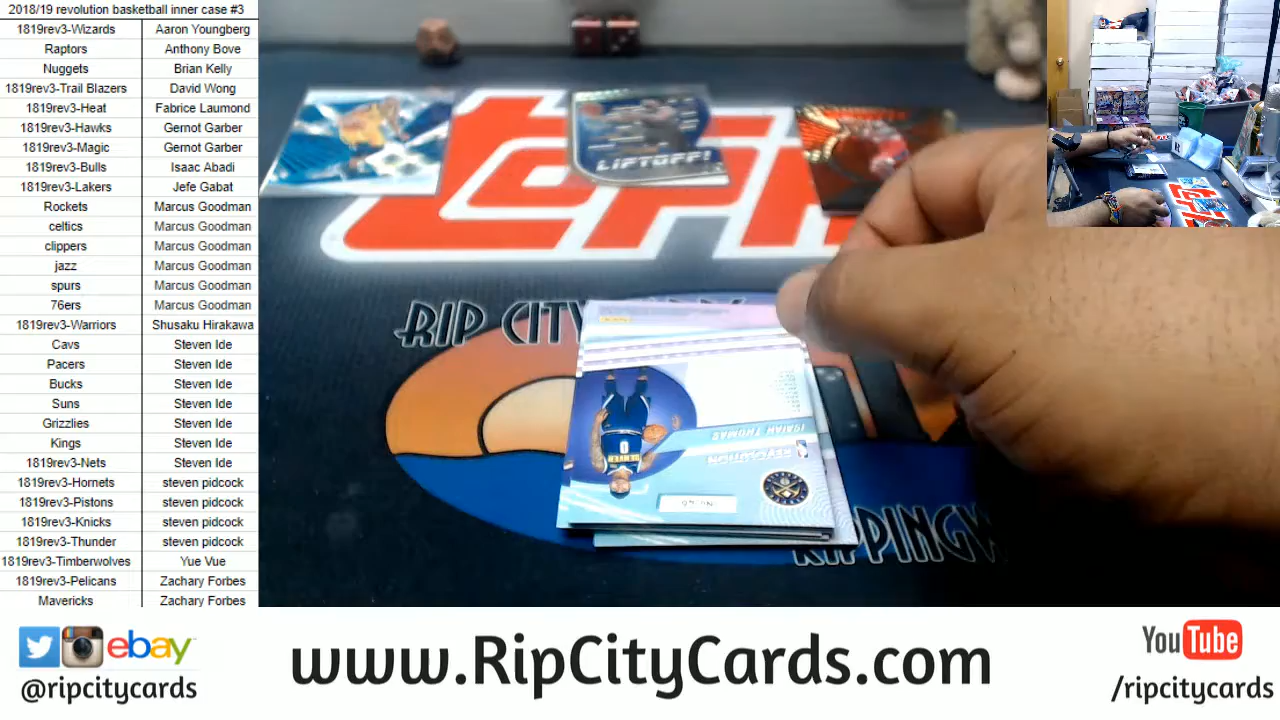 2018/19 revolution basketball inner case #3
1819rev3-Wizards Aaron Youngberg
Raptors Anthony Bove
Nuggets Brian Kelly
1819rev3-Trail Blazers David Wong
1819rev3-Heat Fabrice Laumond
1819rev3-Hawks Gernot Garber
1819rev3-Magic Gernot Garber
1819rev3-Bulls Isaac Abadi
1819rev3-Lakers Jefe Gabat
Rockets Marcus Goodman
celtics Marcus Goodman
clippers Marcus Goodman
jazz Marcus Goodman
spurs Marcus Goodman
76ers Marcus Goodman
1819rev3-Warriors Shusaku Hirakawa
Cavs Steven Ide
Pacers Steven Ide
Bucks Steven Ide
Suns Steven Ide
Grizzlies Steven Ide
Kings Steven Ide
1819rev3-Nets Steven Ide
1819rev3-Hornets steven pidcock
1819rev3-Pistons steven pidcock
1819rev3-Knicks steven pidcock
1819rev3-Thunder steven pidcock
1819rev3-Timberwolves Yue Vue
1819rev3-Pelicans Zachary Forbes
Mavericks Zachary Forbes
LIFTOFF!
RIP CITY
ISAIAH THOMAS
REVOLUTION
DENVER
0
RIPPINGW
ebay
@ripcitycards
www.RipCityCards.com
YouTube
/ripcitycards